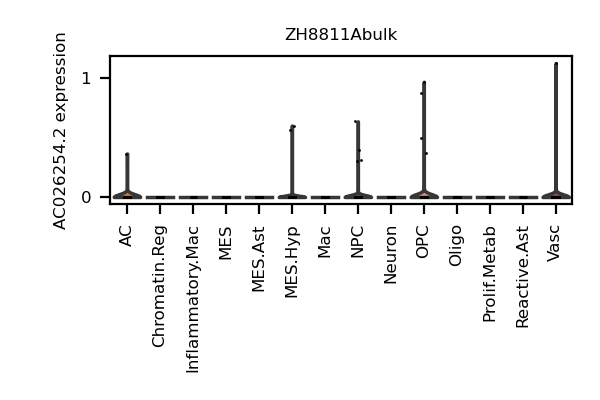 ZH8811Abulk
AC026254.2 expression
1
0
AC
Chromatin.Reg
Inflammatory.Mac
MES
MES.Ast
MES.Hyp
Mac
NPC
Neuron
OPC
Oligo
Prolif.Metab
Reactive.Ast
Vasc